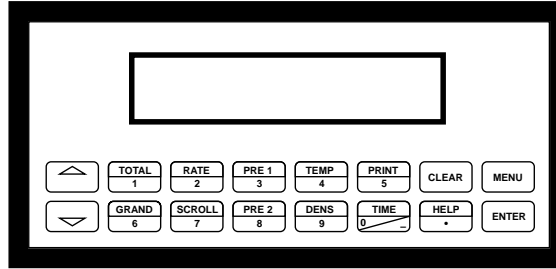 TOTAL RATE PRE 1 TEMP PRINT
1 2 3 4 5 CLEAR MENU
GRAND SCROLL PRE 2 DENS TIME HELP
6 7 8 9 0 – • ENTER